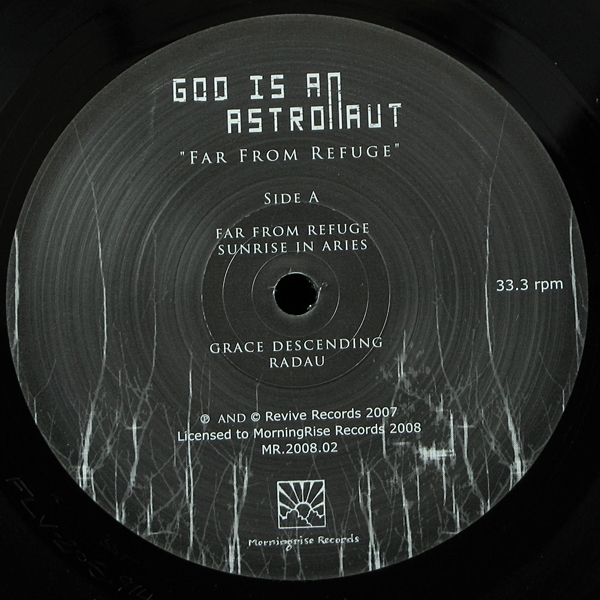 GOD IS AN
ASTRONAUT
"FAR FROM REFUGE"
SIDE A
FAR FROM REFUGE
SUNRISE IN ARIES
33.3 rpm
GRACE DESCENDING
RADAU
℗ AND © Revive Records 2007
Licensed to MorningRise Records 2008
MR.2008.02
Morningrise Records